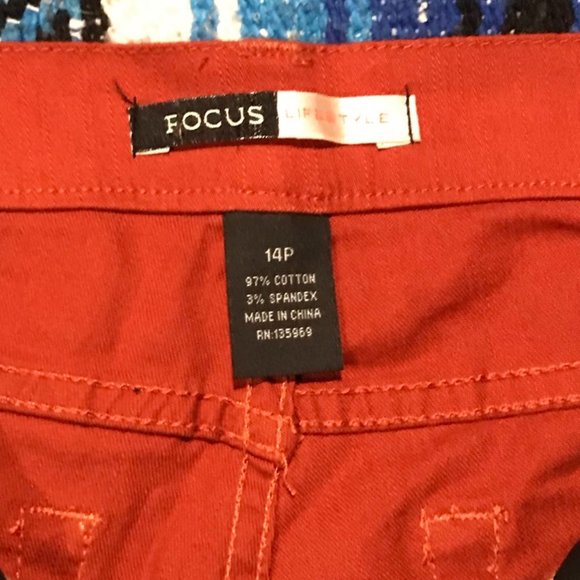 FOCUS LIFESTYLE
14P
97% COTTON
3% SPANDEX
MADE IN CHINA
RN:135969